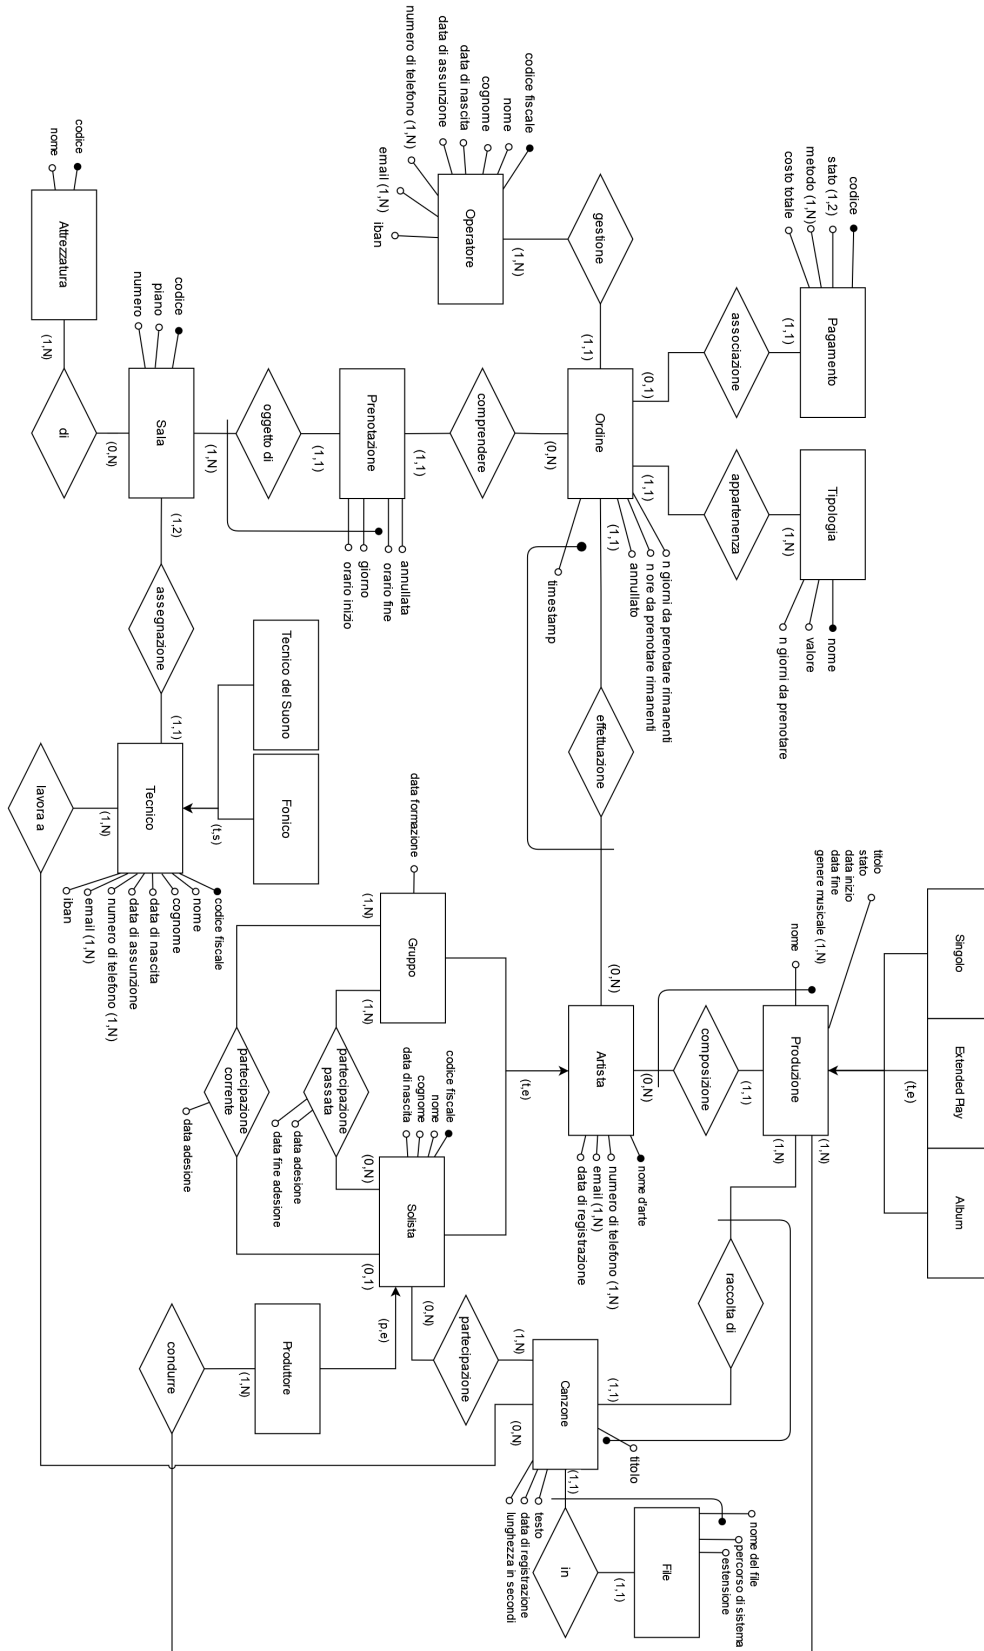 codice fiscale
nome
cognome
data di nascita
data di assunzione
numero di telefono (1,N)
email (1,N)
iban
Operatore
(1,N)
gestione
(1,1)
codice
stato (1,2)
metodo (1,N)
costo totale
Pagamento
(1,1)
associazione
(0,1)
Tipologia
nome
valore
n giorni da prenotare
(1,N)
appartenenza
(1,1)
Ordine
n giorni da prenotare rimanenti
n ore da prenotare rimanenti
annullato
(1,1)
timestamp
(0,N)
comprendere
(1,1)
Prenotazione
annullata
orario fine
giorno
orario inizio
(1,1)
oggetto di
(1,N)
codice
piano
numero
Sala
(0,N)
di
(1,N)
codice
nome
Attrezzatura
(1,2)
assegnazione
(1,1)
Tecnico del Suono
Fonico
(t,s)
Tecnico
codice fiscale
nome
cognome
data di nascita
data di assunzione
numero di telefono (1,N)
email (1,N)
iban
(1,N)
lavora a
effettuazione
(0,N)
Artista
nome d'arte
numero di telefono (1,N)
email (1,N)
data di registrazione
(0,N)
composizione
(1,1)
titolo
stato
data inizio
data fine
genere musicale (1,N)
nome
Produzione
(t,e)
Singolo
Extended Play
Album
(1,N)
(1,N)
(t,e)
data formazione
Gruppo
(1,N)
(1,N)
partecipazione
corrente
data adesione
partecipazione
passata
data adesione
data fine adesione
codice fiscale
nome
cognome
data di nascita
(0,N)
Solista
(0,1)
(0,N)
(p,e)
Produttore
(1,N)
condurre
partecipazione
(1,N)
raccolta di
(1,1)
Canzone
titolo
(0,N)
(1,1)
testo
data di registrazione
lunghezza in secondi
in
(1,1)
File
nome del file
percorso di sistema
estensione